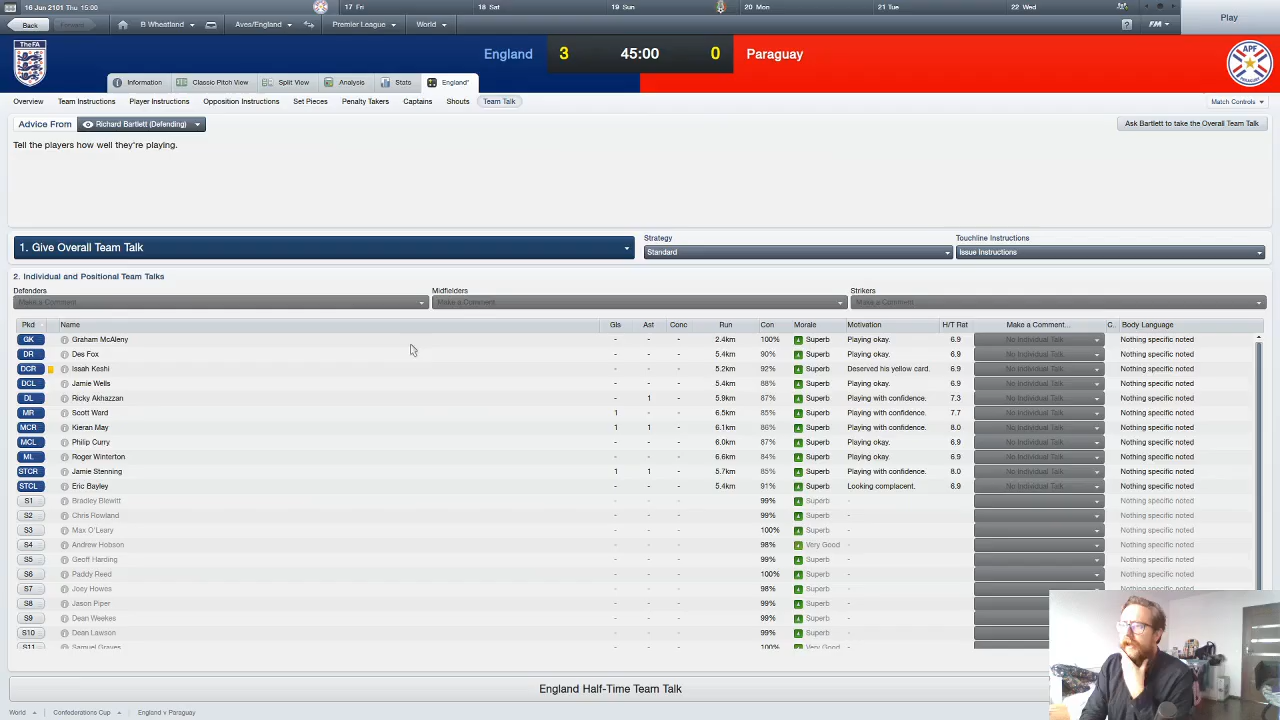 16 Jun 2101 Thu 15:00 17 Fri 18 Sat 19 Sun 20 Mon 21 Tue 22 Wed
Back Forward B Wheatland Aves/England Premier League World ? FM Play
The FA England 3 45:00 0 Paraguay APF
Information Classic Pitch View Split View Analysis Stats England*
Overview Team Instructions Player Instructions Opposition Instructions Set Pieces Penalty Takers Captains Shouts Team Talk Match Controls
Advice From Richard Bartlett (Defending) Ask Bartlett to take the Overall Team Talk
Tell the players how well they're playing.
Strategy Touchline Instructions
1. Give Overall Team Talk Standard Issue Instructions
2. Individual and Positional Team Talks
Defenders Midfielders Strikers
Make a Comment Make a Comment Make a Comment
Pkd Name Gls Ast Conc Run Con Morale Motivation H/T Rat Make a Comment... C.. Body Language
GK Graham McAleny - - - 2.4km 100% Superb Playing okay. 6.9 No Individual Talk Nothing specific noted
DR Des Fox - - - 5.4km 90% Superb Playing okay. 6.9 No Individual Talk Nothing specific noted
DCR Issah Keshi - - - 5.2km 92% Superb Deserved his yellow card. 6.9 No Individual Talk Nothing specific noted
DCL Jamie Wells - - - 5.4km 88% Superb Playing okay. 6.9 No Individual Talk Nothing specific noted
DL Ricky Akhazzan - 1 - 5.9km 87% Superb Playing with confidence. 7.3 No Individual Talk Nothing specific noted
MR Scott Ward 1 - - 6.5km 85% Superb Playing with confidence. 7.7 No Individual Talk Nothing specific noted
MCR Kieran May 1 1 - 6.1km 86% Superb Playing with confidence. 8.0 No Individual Talk Nothing specific noted
MCL Philip Curry - - - 6.0km 87% Superb Playing okay. 6.9 No Individual Talk Nothing specific noted
ML Roger Winterton - - - 6.6km 84% Superb Playing okay. 6.9 No Individual Talk Nothing specific noted
STCR Jamie Stenning 1 1 - 5.7km 85% Superb Playing with confidence. 8.0 No Individual Talk Nothing specific noted
STCL Eric Bayley - - - 5.4km 91% Superb Looking complacent. 6.9 No Individual Talk Nothing specific noted
S1 Bradley Blewitt 99% Superb - Nothing specific noted
S2 Chris Rowland 99% Superb - Nothing specific noted
S3 Max O'Leary 100% Superb - Nothing specific noted
S4 Andrew Hobson 98% Very Good - Nothing specific noted
S5 Geoff Harding 99% Superb - Nothing specific noted
S6 Paddy Reed 100% Superb - Nothing specific noted
S7 Joey Howes 98% Superb - Nothing specific noted
S8 Jason Piper 99% Superb -
S9 Dean Weekes 99% Superb -
S10 Dean Lawson 99% Superb -
S11 Samuel Graves 100% Very Good -
England Half-Time Team Talk
World Confederations Cup England v Paraguay